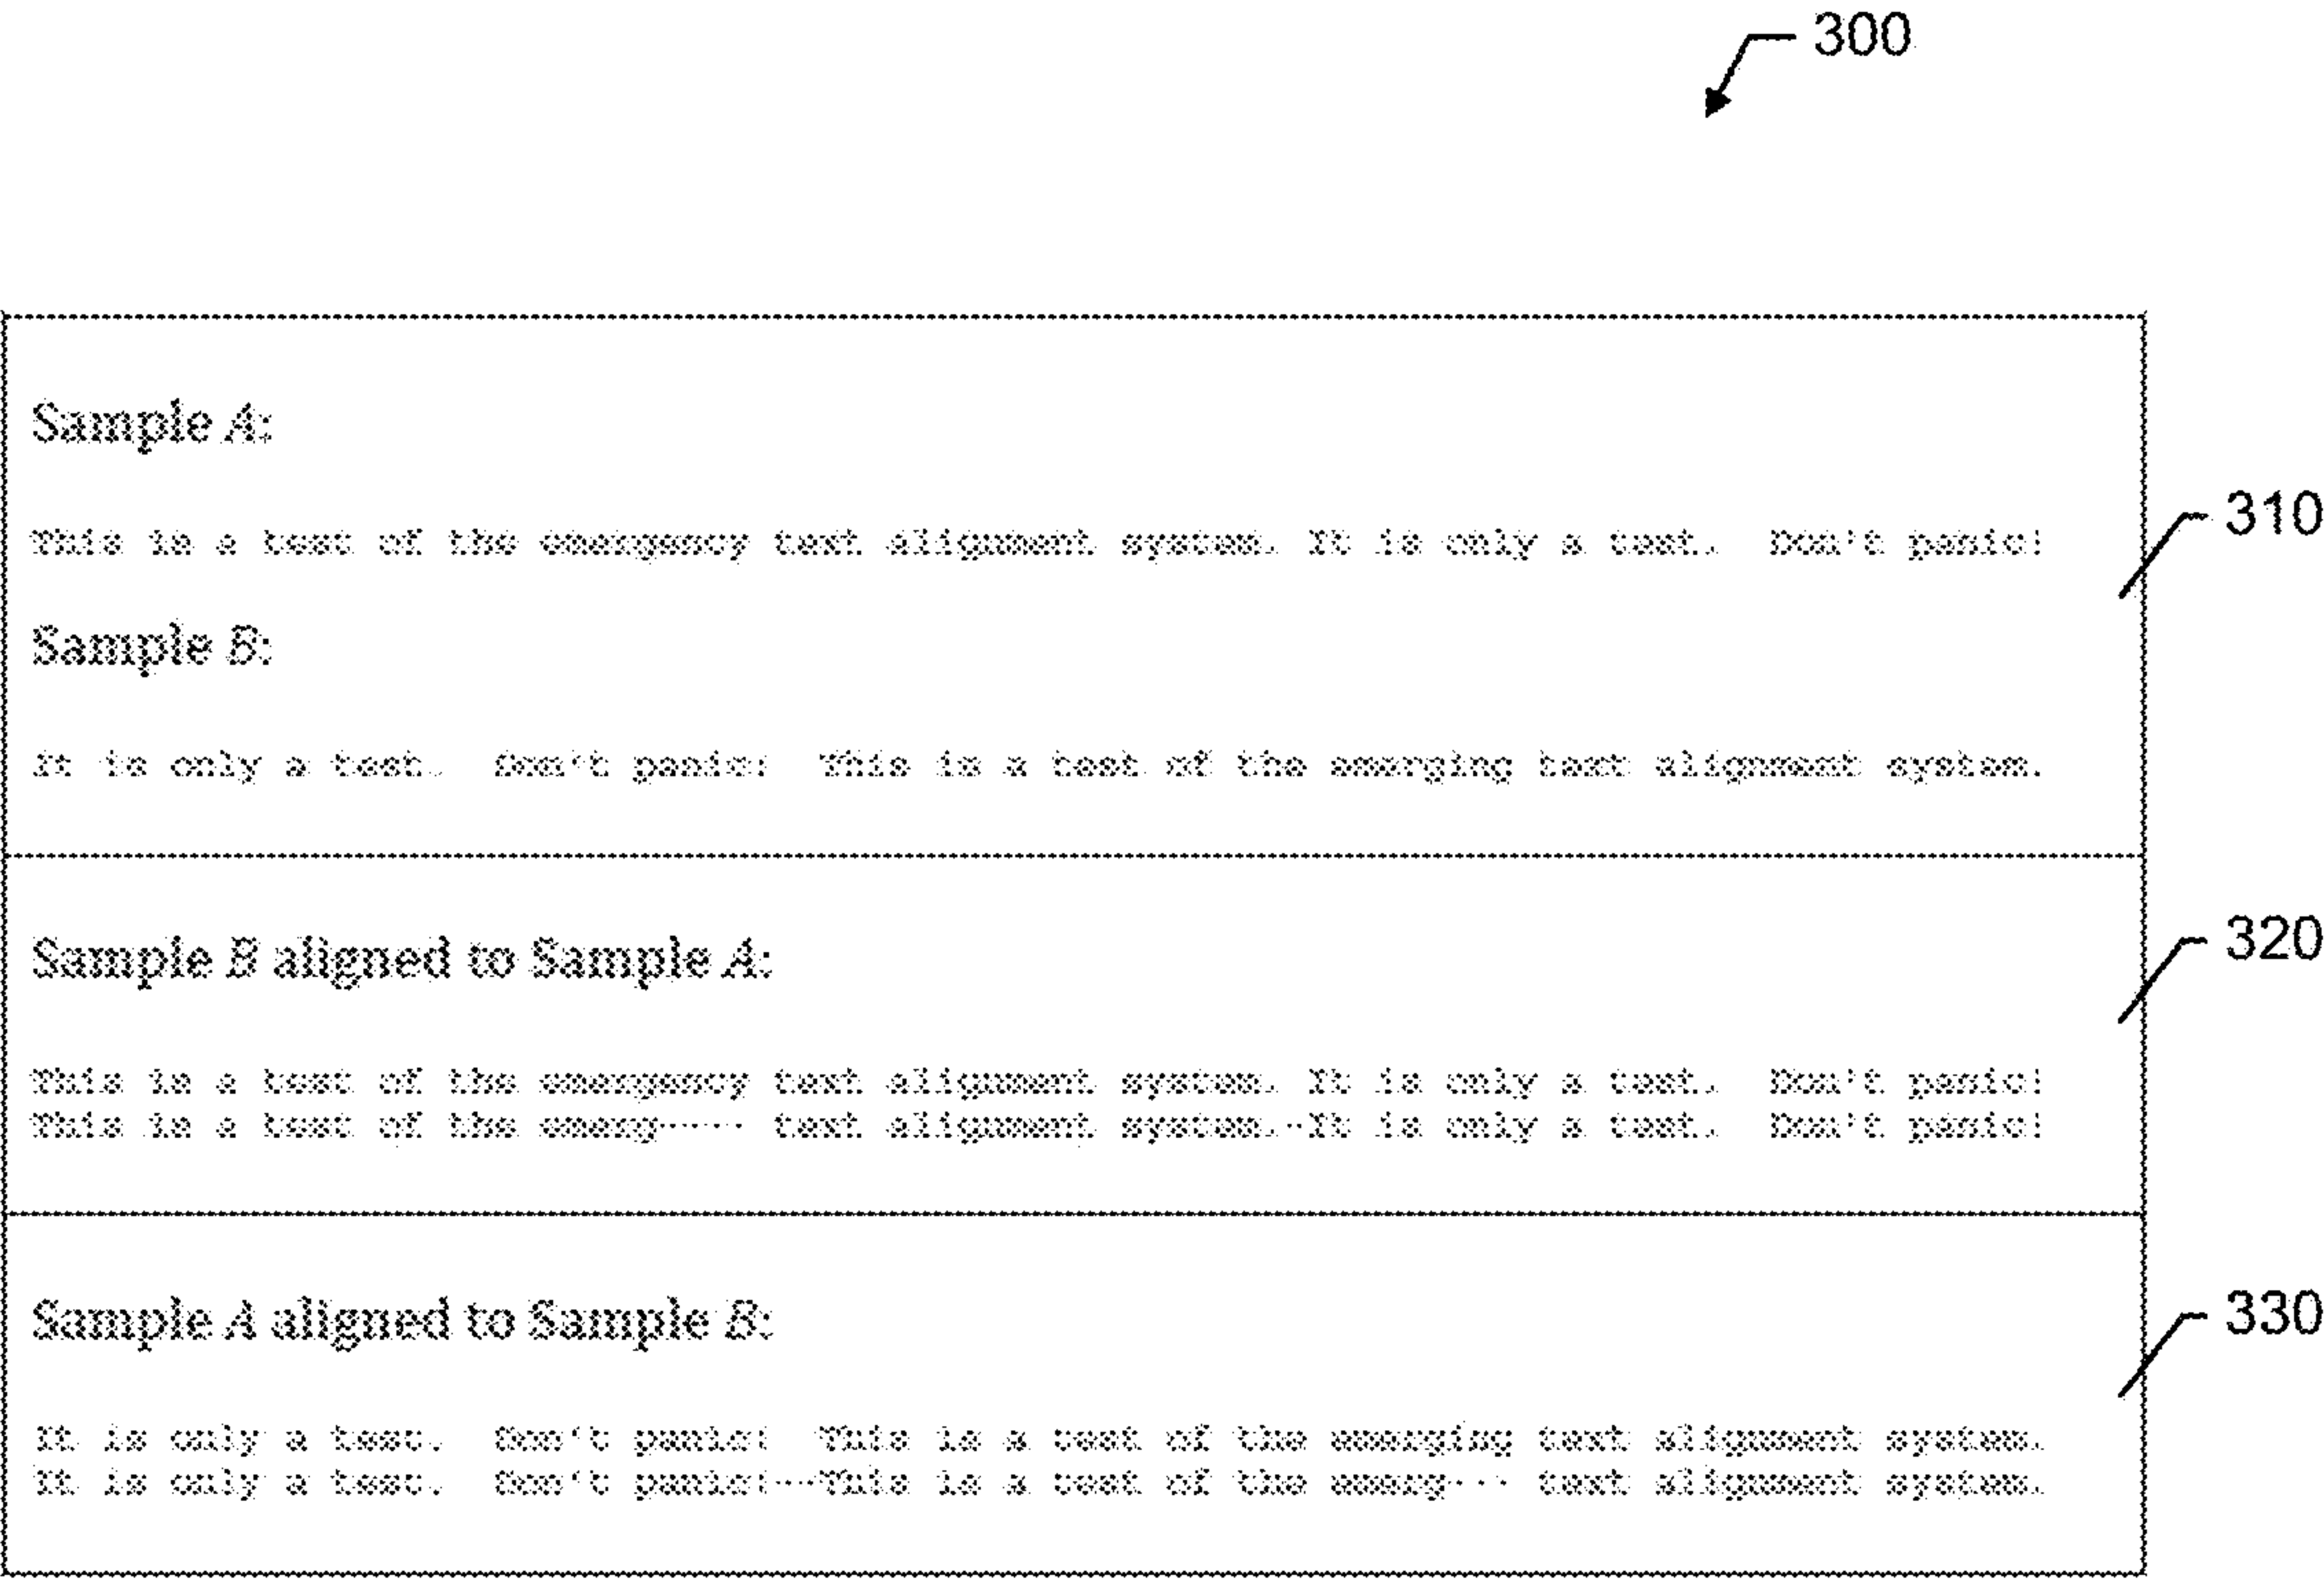 300
Sample A:
This is a test of the emergency text alignment system. It is only a test.  Don't panic!
310
Sample B:
It is only a test.  Don't panic!  This is a test of the emerging text alignment system.
Sample B aligned to Sample A:
320
This is a test of the emergency text alignment system. It is only a test.  Don't panic!
This is a test of the emerg---- text alignment system.-It is only a test.  Don't panic!
Sample A aligned to Sample B:
330
It is only a test.  Don't panic!  This is a test of the emerging text alignment system.
It is only a test.  Don't panic!--This is a test of the emerg--- text alignment system.